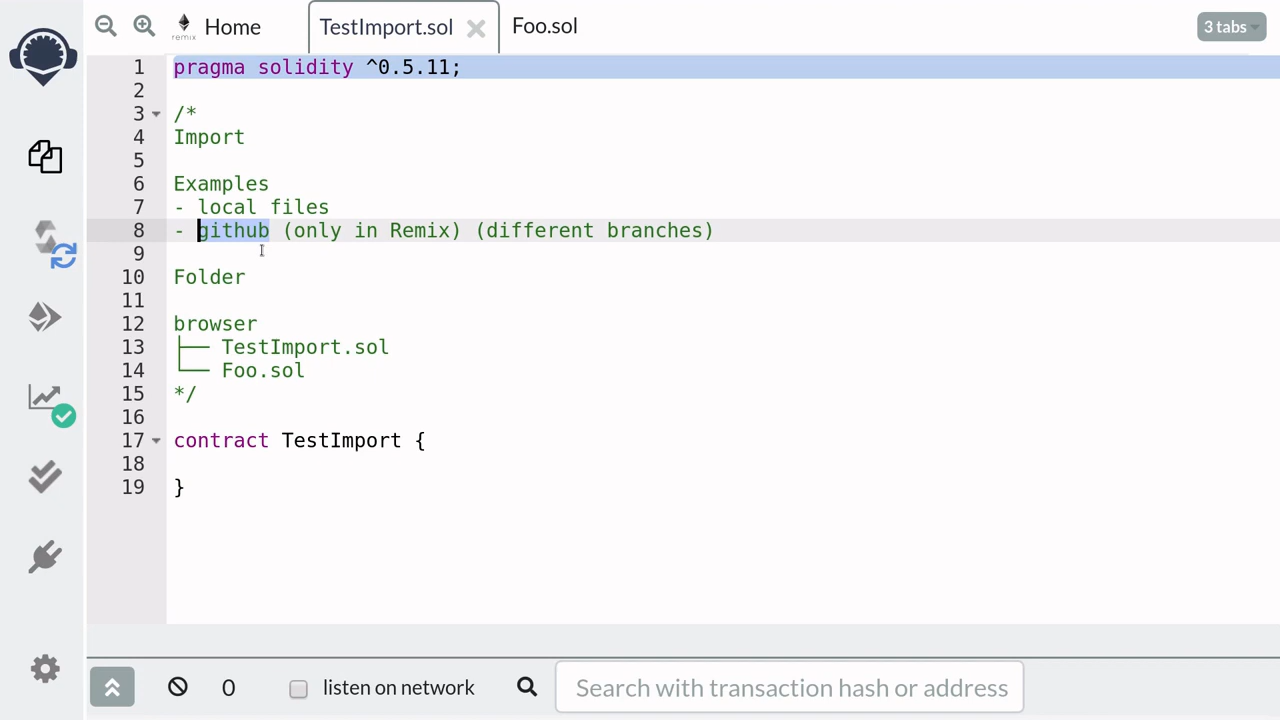 remix Home TestImport.sol Foo.sol 3 tabs
1 pragma solidity ^0.5.11;
2
3 /*
4 Import
5
6 Examples
7 - local files
8 - github (only in Remix) (different branches)
9
10 Folder
11
12 browser
13 ├── TestImport.sol
14 └── Foo.sol
15 */
16
17 contract TestImport {
18
19 }
0 listen on network Search with transaction hash or address